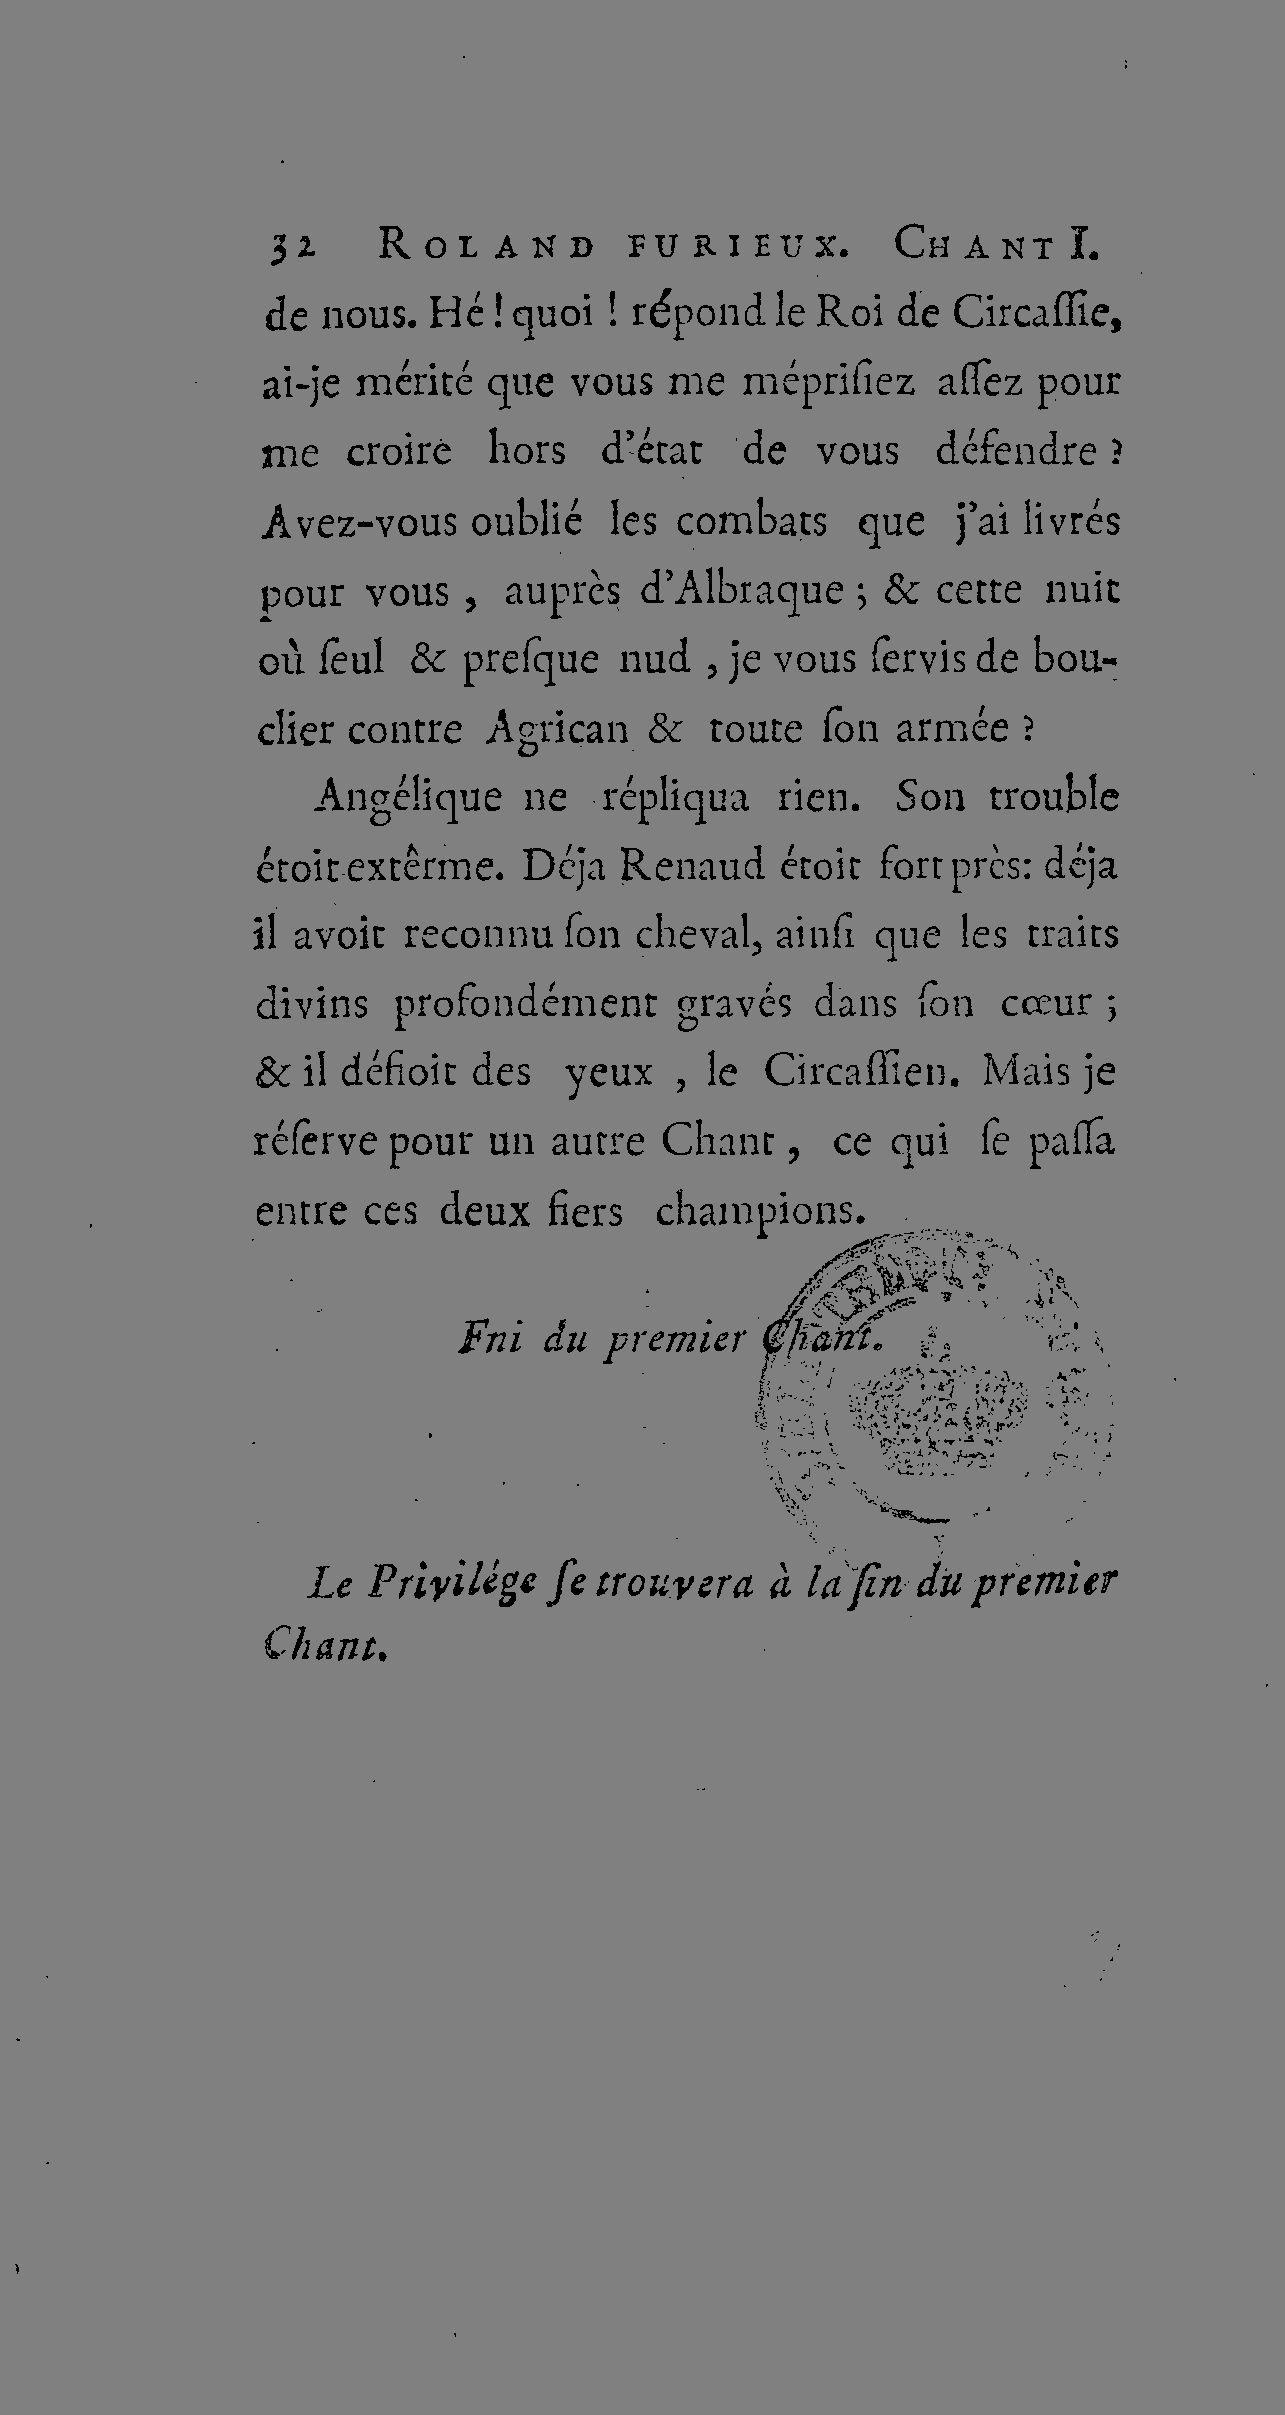 32 ROLAND FURIEUX. CHANT I.
de nous. Hé ! quoi ! répond le Roi de Circaſſie,
ai-je mérité que vous me mépriſiez aſſez pour
me croire hors d'état de vous défendre ?
Avez-vous oublié les combats que j'ai livrés
pour vous , auprès d'Albraque ; & cette nuit
où ſeul & preſque nud , je vous ſervis de bou-
clier contre Agrican & toute ſon armée ?
Angélique ne répliqua rien. Son trouble
étoit extêrme. Déja Renaud étoit fort près: déja
il avoit reconnu ſon cheval, ainſi que les traits
divins profondément gravés dans ſon cœur ;
& il défioit des yeux , le Circaſſien. Mais je
réſerve pour un autre Chant , ce qui ſe paſſa
entre ces deux fiers champions.
Fni du premier Chant.
Le Privilége ſe trouvera à la fin du premier
Chant.